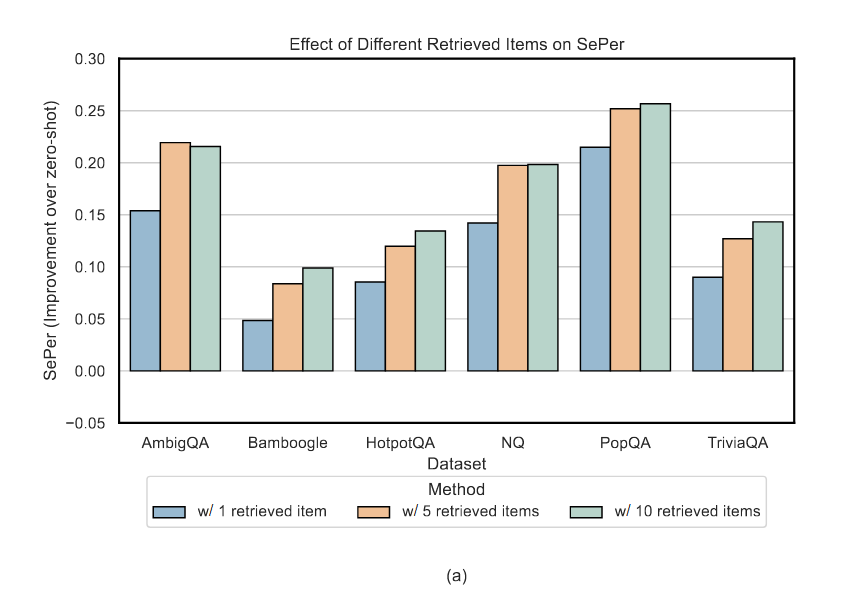 Effect of Different Retrieved Items on SePer
SePer (Improvement over zero-shot)
0.30
0.25
0.20
0.15
0.10
0.05
0.00
−0.05
AmbigQA Bamboogle HotpotQA NQ PopQA TriviaQA
Dataset
Method
w/ 1 retrieved item w/ 5 retrieved items w/ 10 retrieved items
(a)